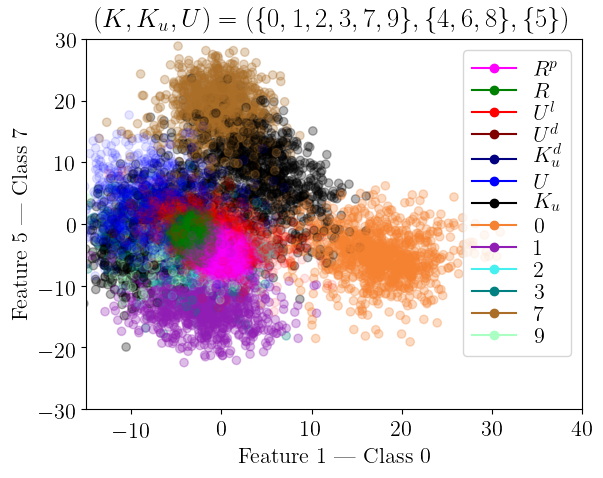 (K, K_u, U) = ({0, 1, 2, 3, 7, 9}, {4, 6, 8}, {5})
30
20
10
0
−10
−20
−30
Feature 5 — Class 7
−10
0
10
20
30
40
Feature 1 — Class 0
R^p
R
U^l
U^d
K_u^d
U
K_u
0
1
2
3
7
9